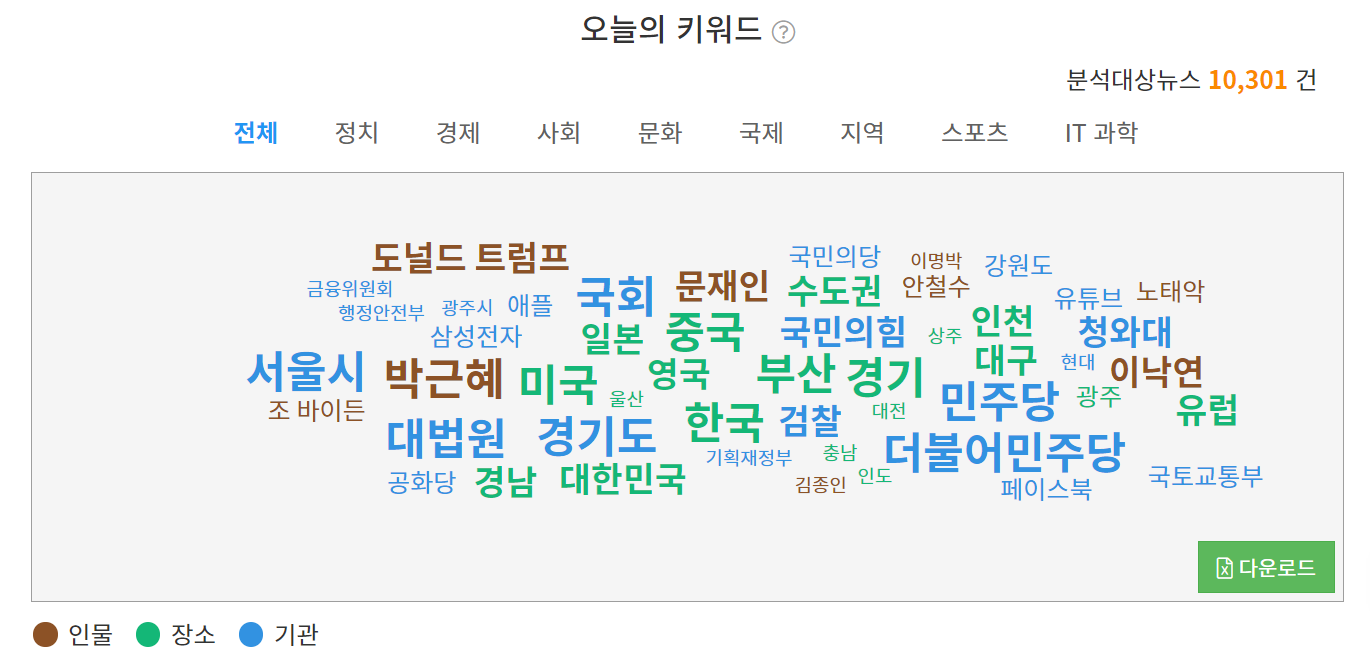 오늘의 키워드 ?
분석대상뉴스 10,301 건
전체 정치 경제 사회 문화 국제 지역 스포츠 IT 과학
도널드 트럼프 국민의당 이명박 강원도
금융위원회 국회 문재인 수도권 안철수 유튜브 노태악
행정안전부 광주시 애플
삼성전자 일본 중국 국민의힘 상주 인천 청와대
서울시 박근혜 미국 영국 부산 경기 대구 현대 이낙연
조 바이든 울산 한국 검찰 대전 민주당 광주 유럽
대법원 경기도 기획재정부 충남 더불어민주당
공화당 경남 대한민국 김종인 인도 페이스북 국토교통부
다운로드
인물 장소 기관